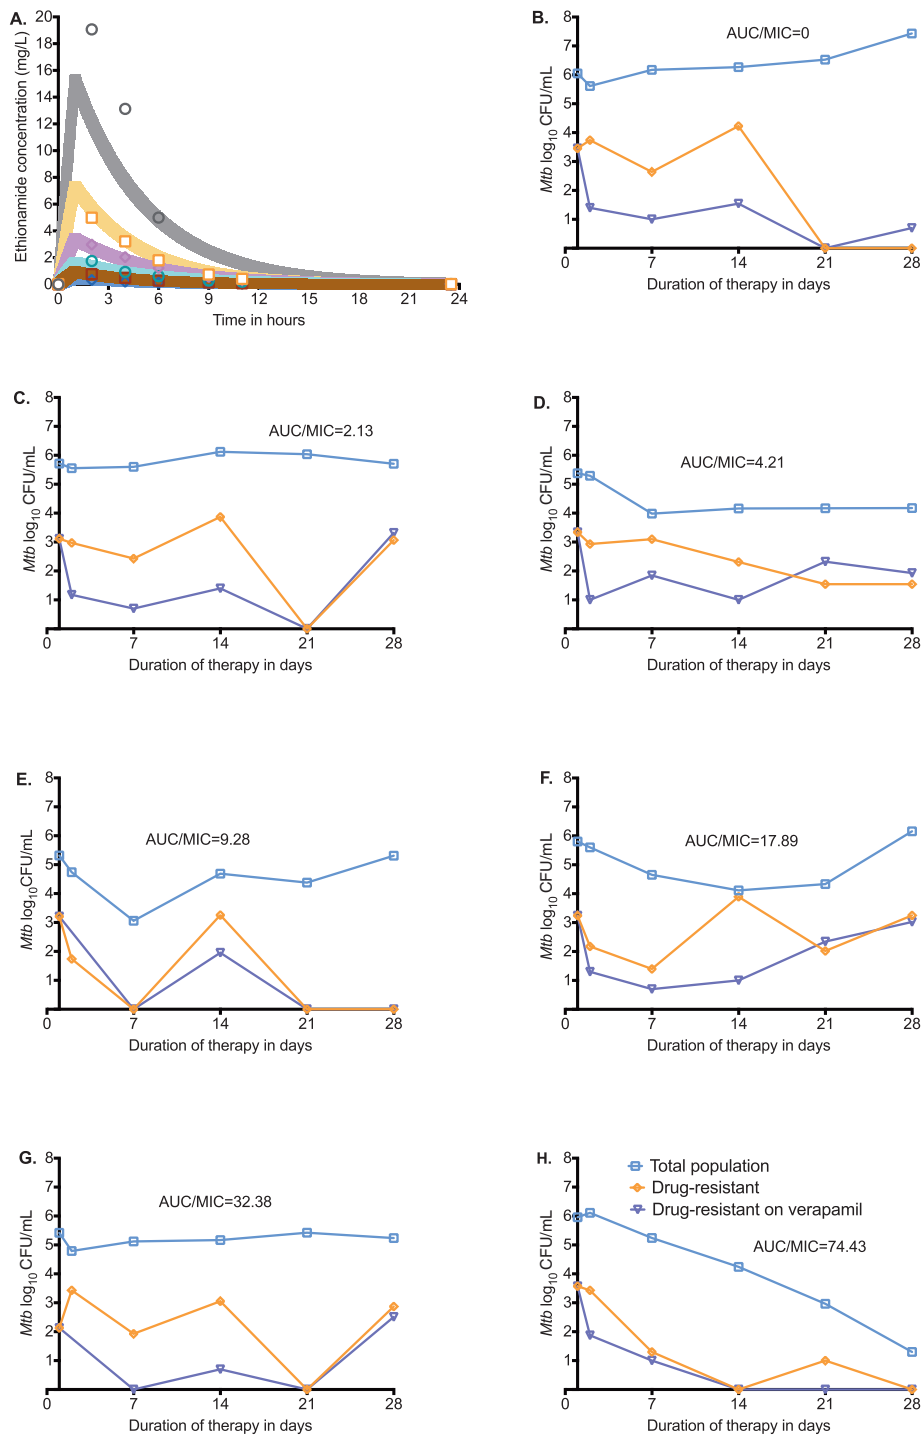 A.
Ethionamide concentration (mg/L)
20
18
16
14
12
10
8
6
4
2
0
0 3 6 9 12 15 18 21 24
Time in hours
B.
AUC/MIC=0
Mtb log10 CFU/mL
8
7
6
5
4
3
2
1
0 7 14 21 28
Duration of therapy in days
C.
AUC/MIC=2.13
Mtb log10 CFU/mL
8
7
6
5
4
3
2
1
0 7 14 21 28
Duration of therapy in days
D.
AUC/MIC=4.21
Mtb log10 CFU/mL
8
7
6
5
4
3
2
1
0 7 14 21 28
Duration of therapy in days
E.
AUC/MIC=9.28
Mtb log10CFU/mL
8
7
6
5
4
3
2
1
0 7 14 21 28
Duration of therapy in days
F.
AUC/MIC=17.89
Mtb log10 CFU/mL
8
7
6
5
4
3
2
1
0 7 14 21 28
Duration of therapy in days
G.
AUC/MIC=32.38
Mtb log10 CFU/mL
8
7
6
5
4
3
2
1
0 7 14 21 28
Duration of therapy in days
H.
Total population
Drug-resistant
Drug-resistant on verapamil
AUC/MIC=74.43
Mtb log10 CFU/mL
8
7
6
5
4
3
2
1
0 7 14 21 28
Duration of therapy in days